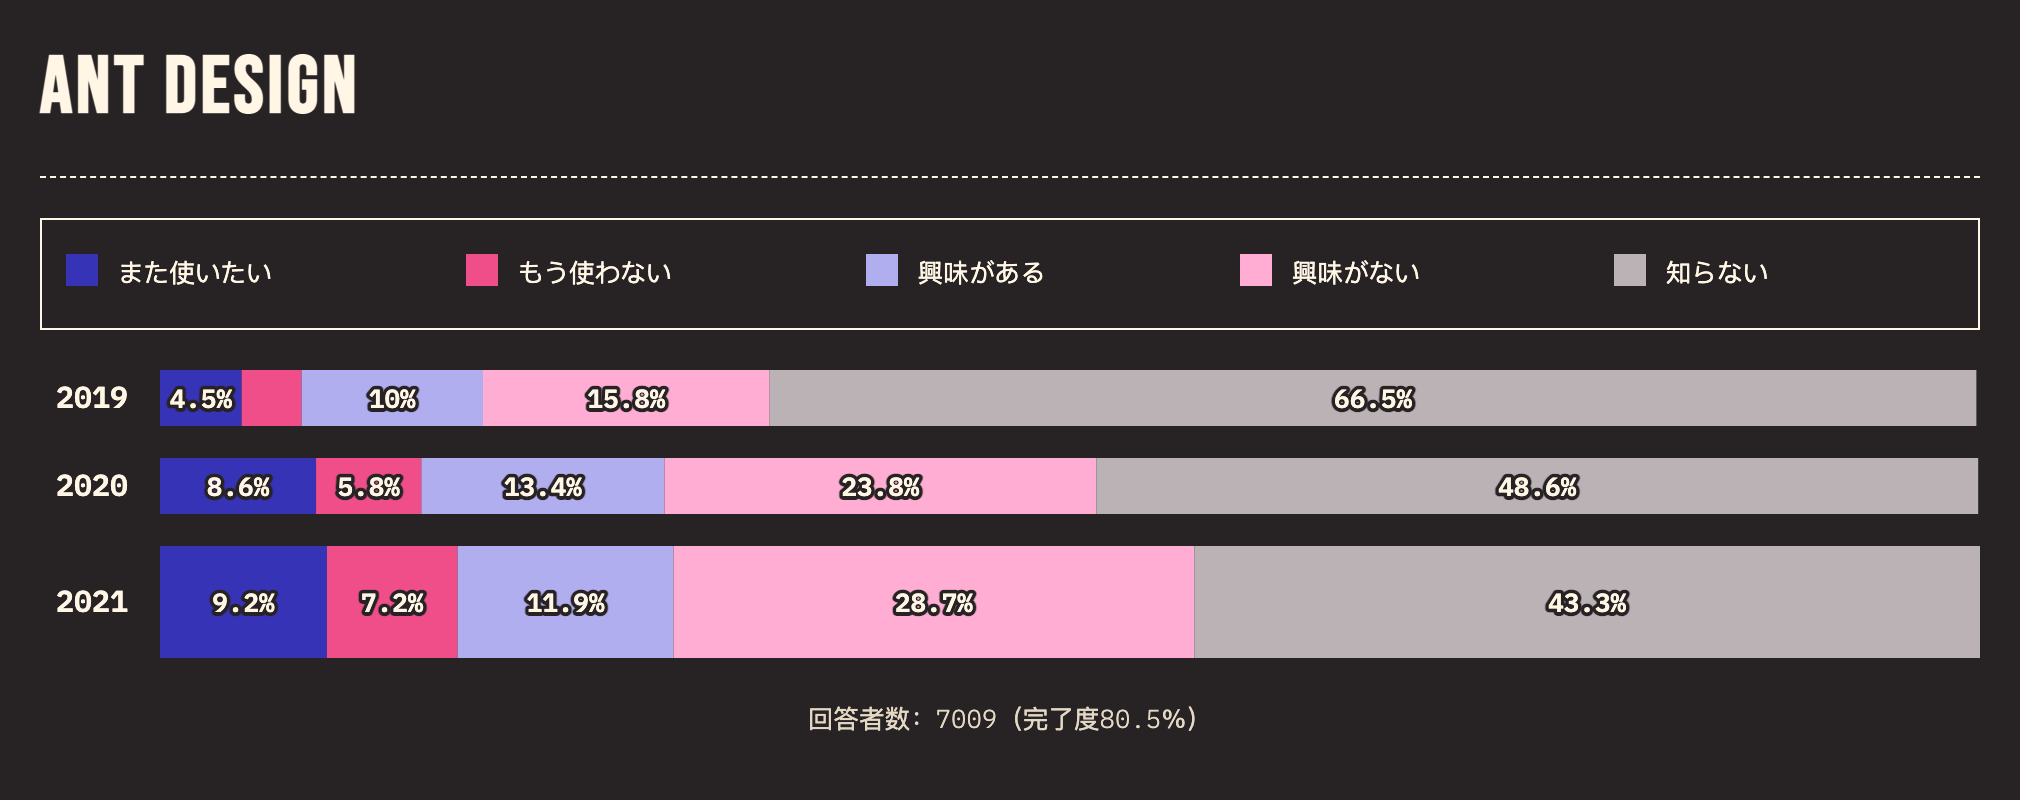 ANT DESIGN
また使いたい もう使わない 興味がある 興味がない 知らない
2019 4.5% 10% 15.8% 66.5%
2020 8.6% 5.8% 13.4% 23.8% 48.6%
2021 9.2% 7.2% 11.9% 28.7% 43.3%
回答者数: 7009 (完了度80.5%)